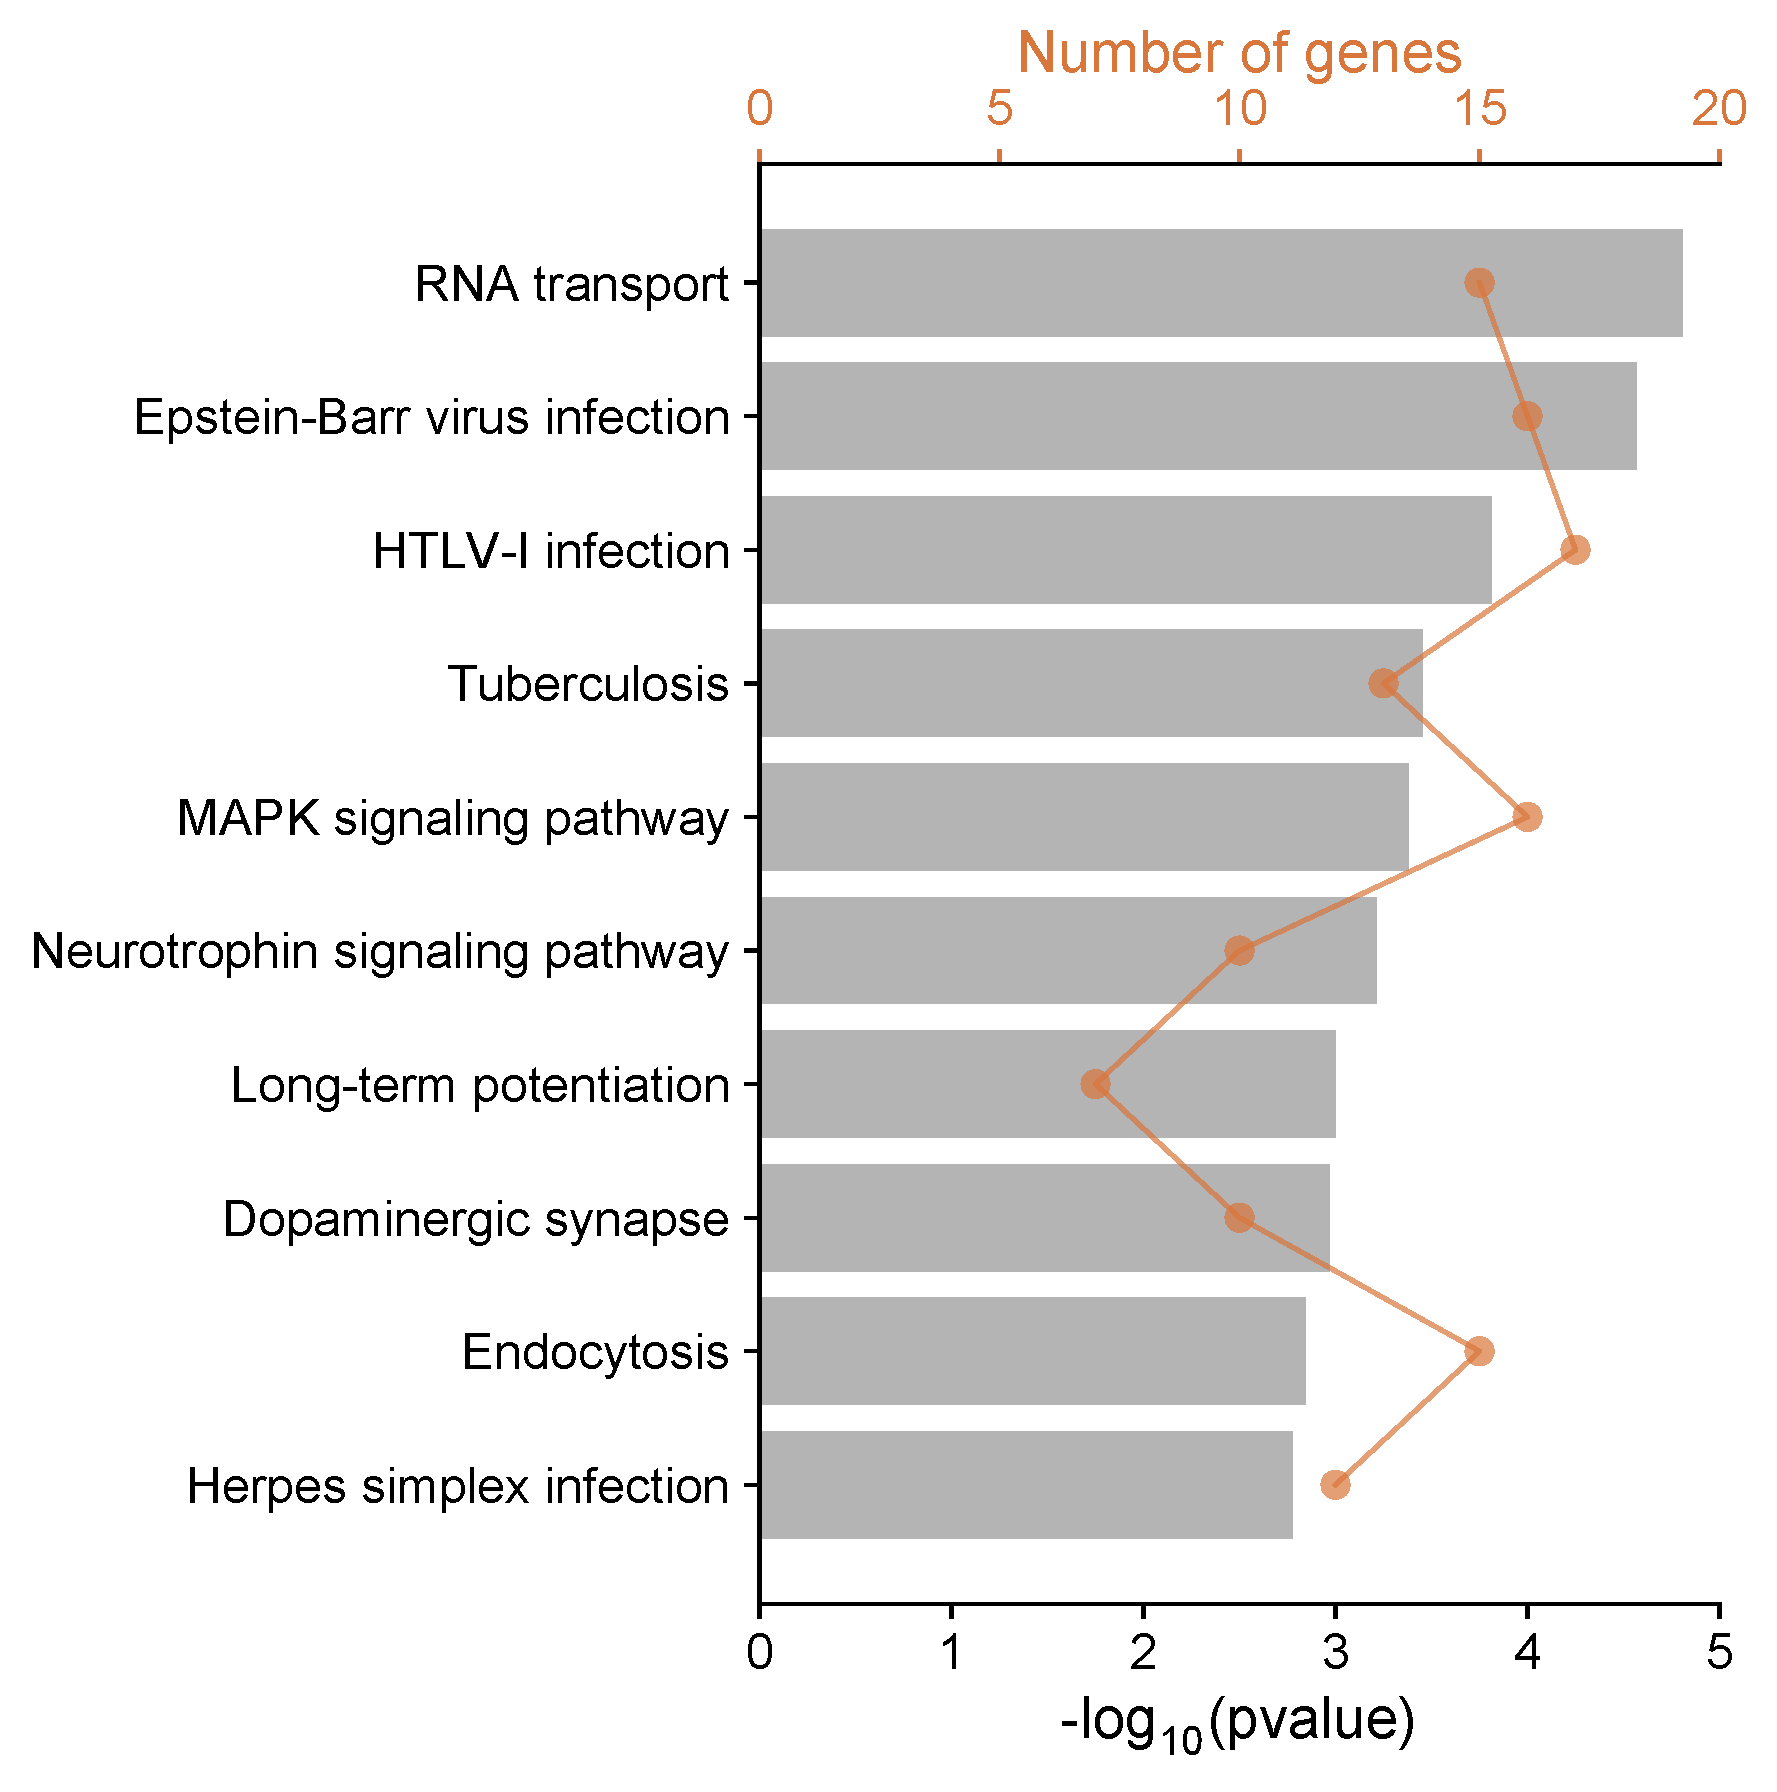 Number of genes
0 5 10 15 20
RNA transport
Epstein-Barr virus infection
HTLV-I infection
Tuberculosis
MAPK signaling pathway
Neurotrophin signaling pathway
Long-term potentiation
Dopaminergic synapse
Endocytosis
Herpes simplex infection
0 1 2 3 4 5
-log10(pvalue)